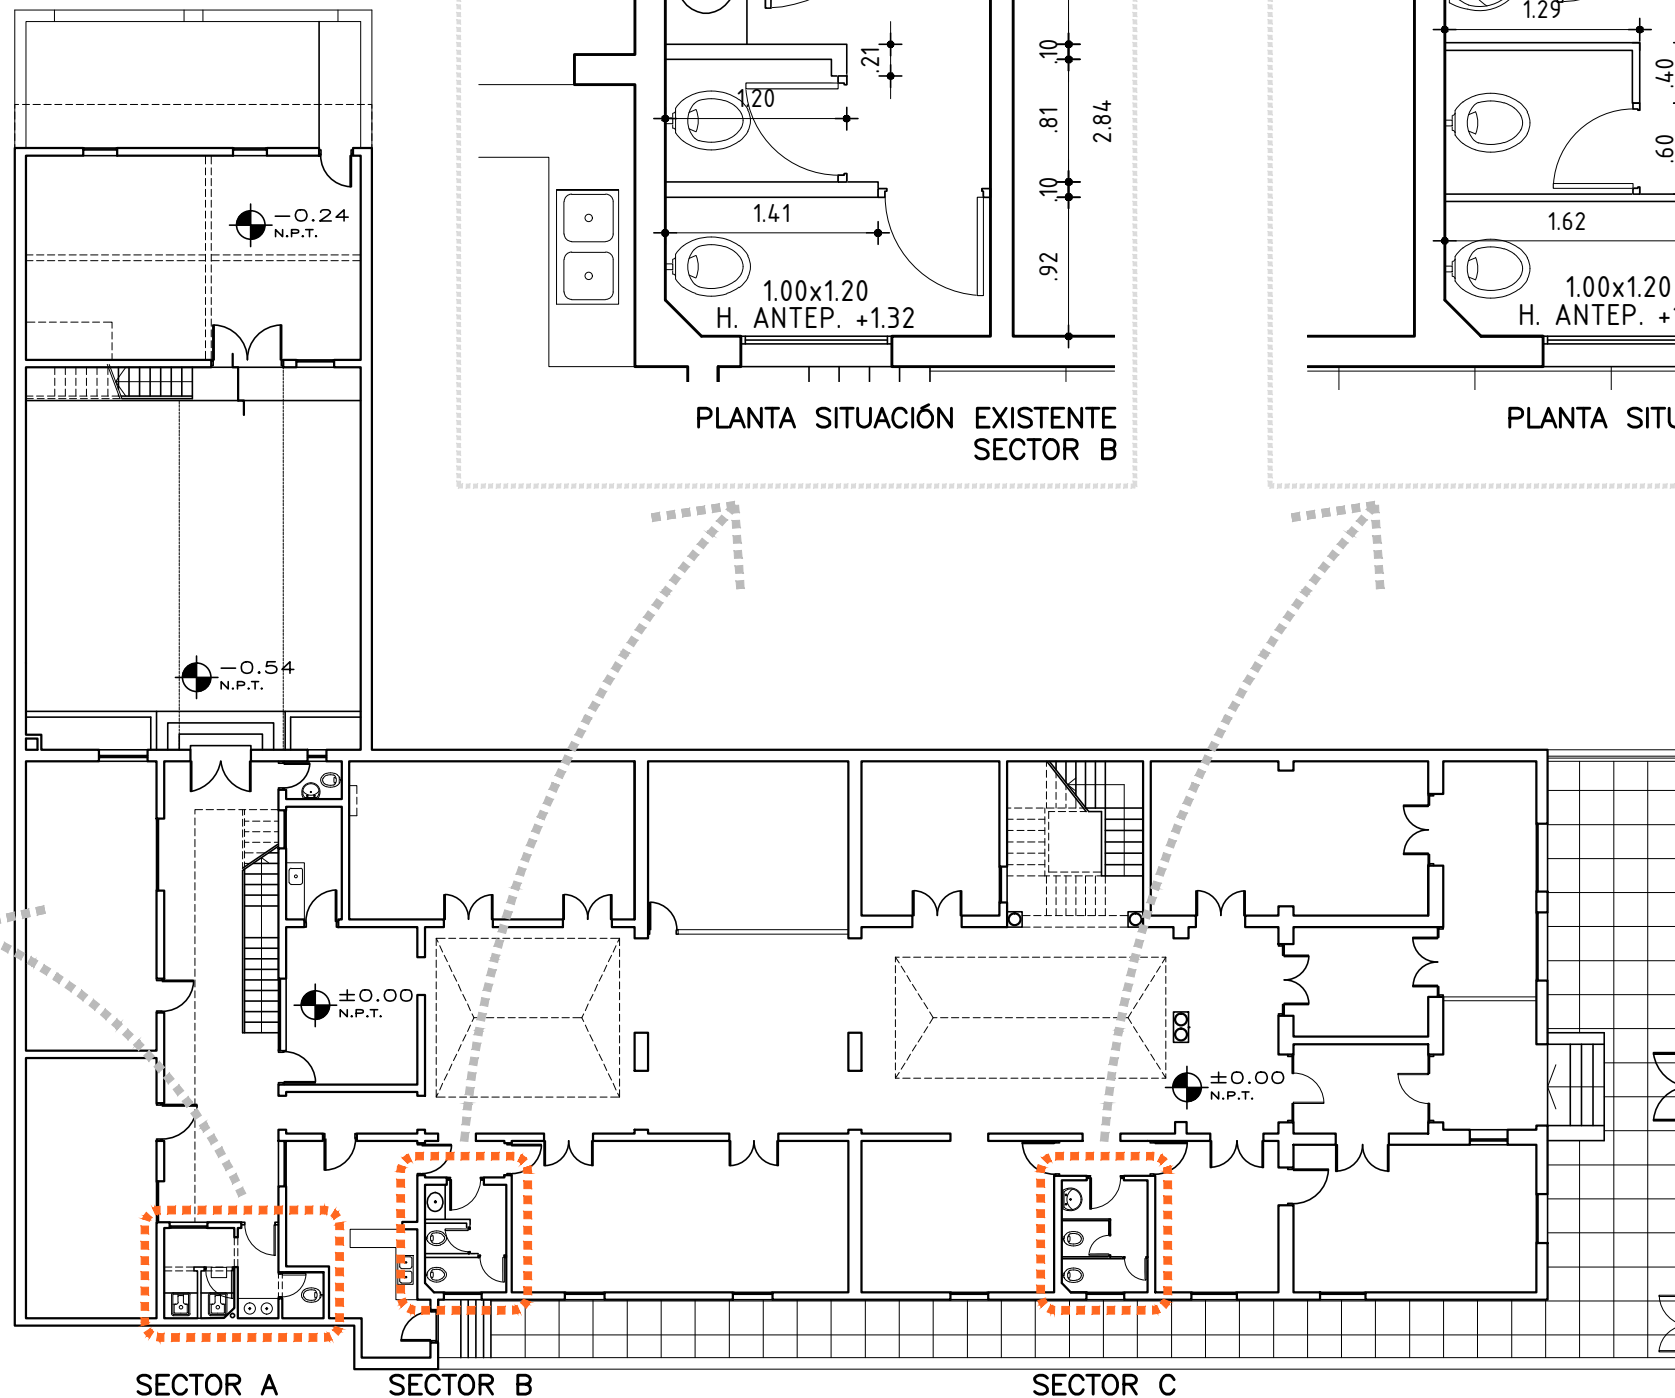 .10
.21
1.20
.81
2.84
.10
1.41
.92
1.00x1.20
H. ANTEP. +1.32
PLANTA SITUACIÓN EXISTENTE
SECTOR B
1.29
.40
.60
1.62
1.00x1.20
H. ANTEP.
PLANTA
-0.24
N.P.T.
-0.54
N.P.T.
±0.00
N.P.T.
±0.00
N.P.T.
SECTOR A
SECTOR B
SECTOR C